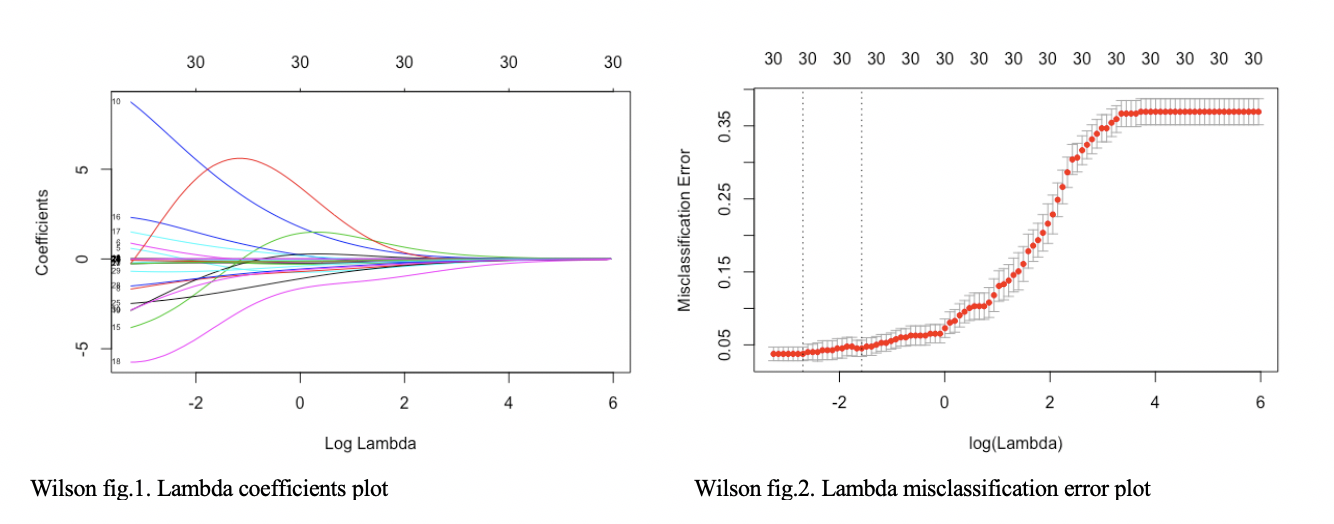 30 30 30 30 30
10
16
17
29
25
15
18
5
0
-5
Coefficients
-2 0 2 4 6
Log Lambda
Wilson fig.1. Lambda coefficients plot
30 30 30 30 30 30 30 30 30 30 30 30 30 30 30
0.35
0.25
0.15
0.05
Misclassification Error
-2 0 2 4 6
log(Lambda)
Wilson fig.2. Lambda misclassification error plot